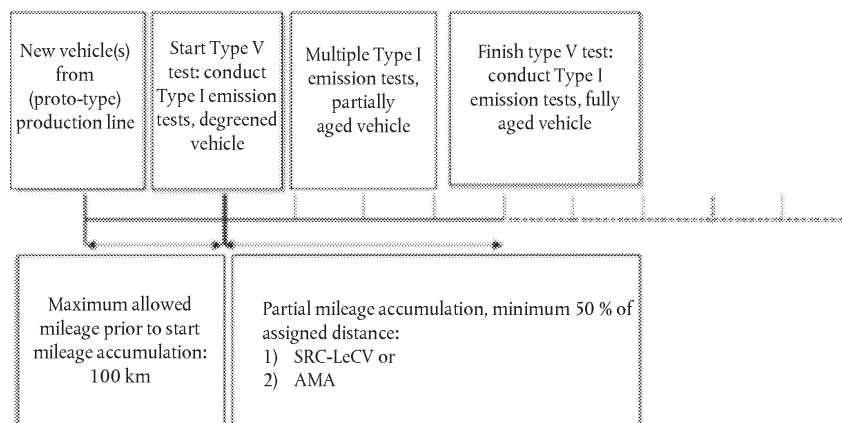 New vehicle(s)
from
(proto-type)
production line
Start Type V
test: conduct
Type I emission
tests, degreened
vehicle
Multiple Type I
emission tests,
partially
aged vehicle
Finish type V test:
conduct Type I
emission tests, fully
aged vehicle
Maximum allowed
mileage prior to start
mileage accumulation:
100 km
Partial mileage accumulation, minimum 50 % of
assigned distance:
1) SRC-LeCV or
2) AMA